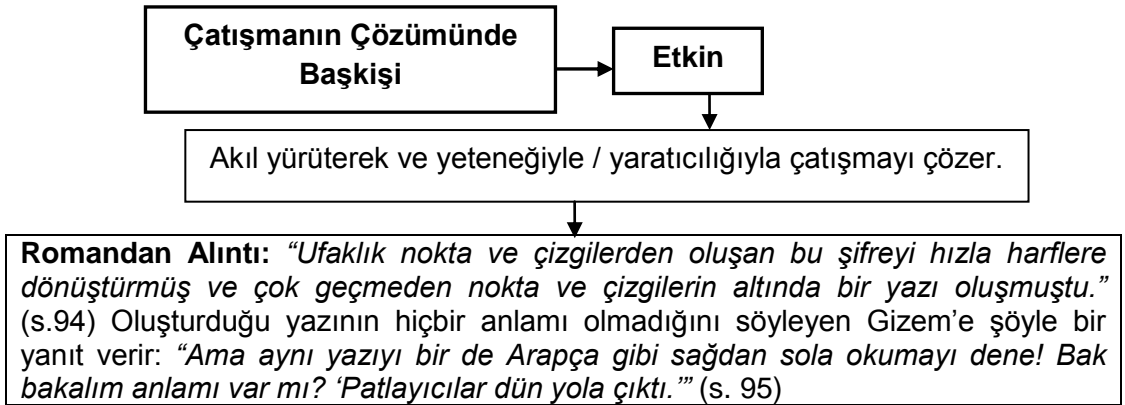 Çatışmanın Çözümünde
Başkişi
Etkin
Akıl yürüterek ve yeteneğiyle / yaratıcılığıyla çatışmayı çözer.
Romandan Alıntı: “Ufaklık nokta ve çizgilerden oluşan bu şifreyi hızla harflere
dönüştürmüş ve çok geçmeden nokta ve çizgilerin altında bir yazı oluşmuştu.”
(s.94) Oluşturduğu yazının hiçbir anlamı olmadığını söyleyen Gizem’e şöyle bir
yanıt verir: “Ama aynı yazıyı bir de Arapça gibi sağdan sola okumayı dene! Bak
bakalım anlamı var mı? ‘Patlayıcılar dün yola çıktı.’” (s. 95)